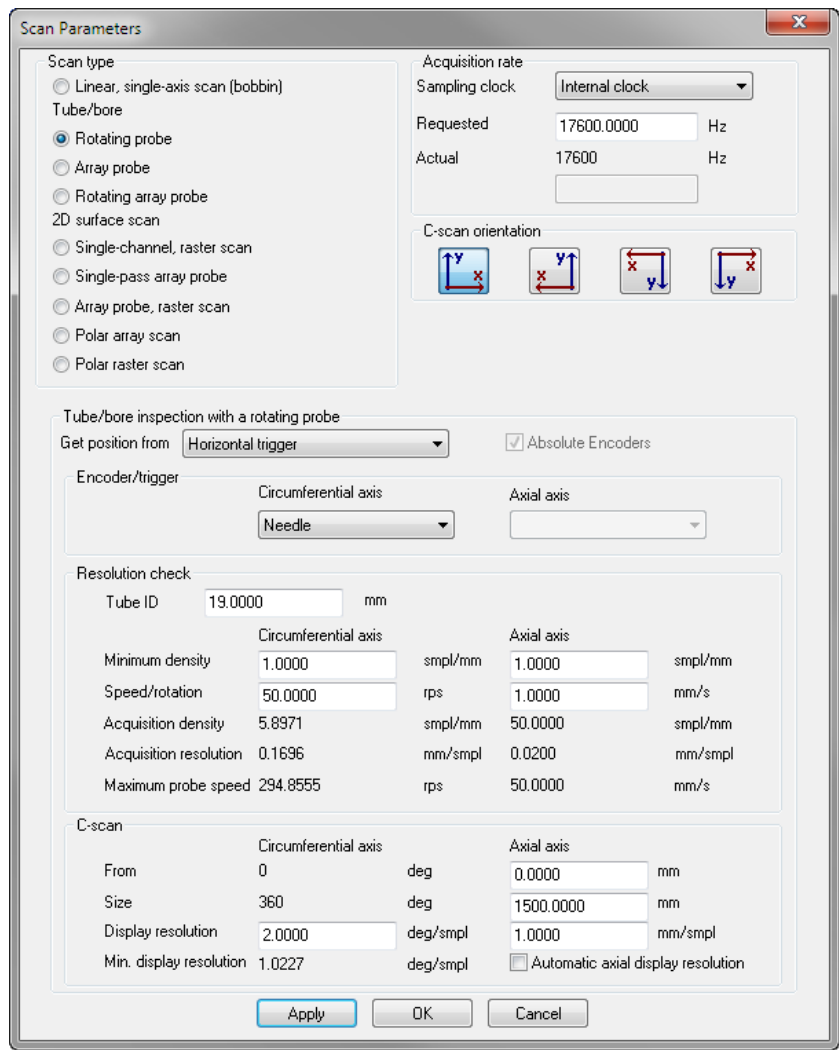 Scan Parameters
x
Scan type
Linear, single-axis scan (bobbin)
Tube/bore
Rotating probe
Array probe
Rotating array probe
2D surface scan
Single-channel, raster scan
Single-pass array probe
Array probe, raster scan
Polar array scan
Polar raster scan
Acquisition rate
Sampling clock Internal clock
Requested 17600.0000 Hz
Actual 17600 Hz
C-scan orientation
Y X Y X X Y X Y
Tube/bore inspection with a rotating probe
Get position from Horizontal trigger Absolute Encoders
Encoder/trigger
Circumferential axis Axial axis
Needle
Resolution check
Tube ID 19.0000 mm
Circumferential axis Axial axis
Minimum density 1.0000 smpl/mm 1.0000 smpl/mm
Speed/rotation 50.0000 rps 1.0000 mm/s
Acquisition density 5.8971 smpl/mm 50.0000 smpl/mm
Acquisition resolution 0.1696 mm/smpl 0.0200 mm/smpl
Maximum probe speed 294.8555 rps 50.0000 mm/s
C-scan
Circumferential axis Axial axis
From 0 deg 0.0000 mm
Size 360 deg 1500.0000 mm
Display resolution 2.0000 deg/smpl 1.0000 mm/smpl
Min. display resolution 1.0227 deg/smpl Automatic axial display resolution
Apply OK Cancel